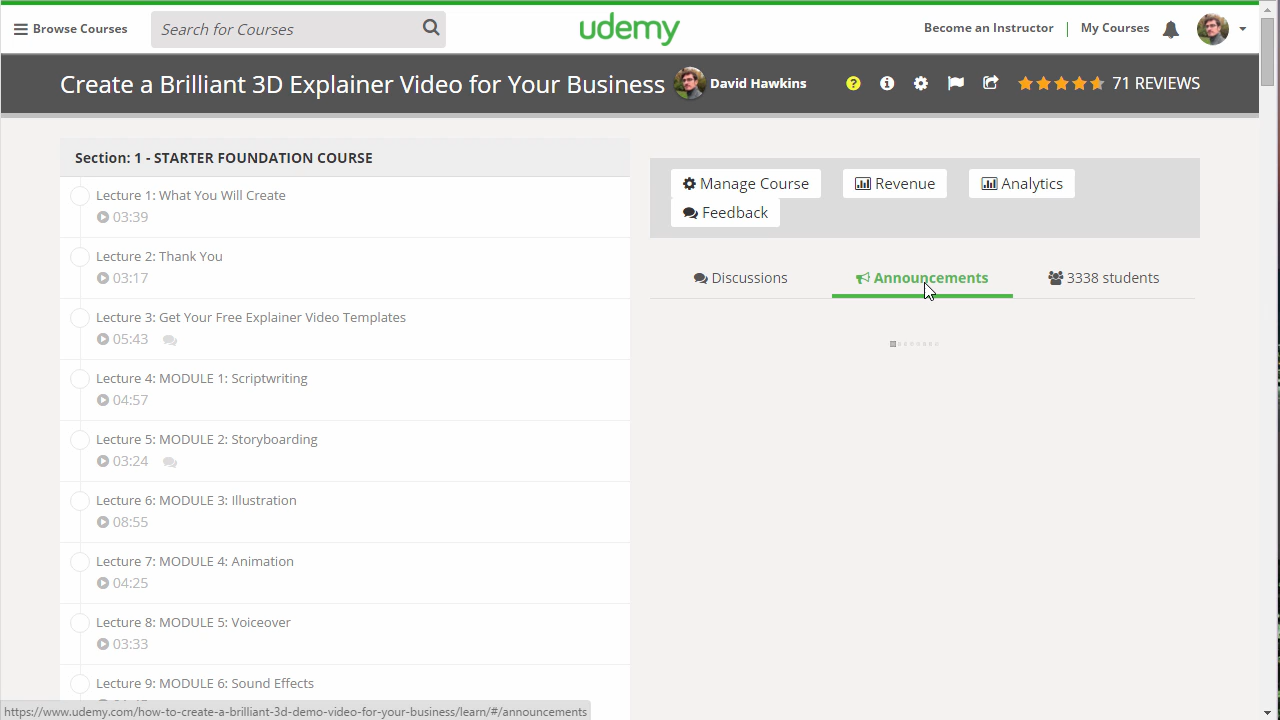 Browse Courses
Search for Courses
udemy
Become an Instructor
My Courses
Create a Brilliant 3D Explainer Video for Your Business
David Hawkins
?
71 REVIEWS
Section: 1 - STARTER FOUNDATION COURSE
Lecture 1: What You Will Create
03:39
Lecture 2: Thank You
03:17
Lecture 3: Get Your Free Explainer Video Templates
05:43
Lecture 4: MODULE 1: Scriptwriting
04:57
Lecture 5: MODULE 2: Storyboarding
03:24
Lecture 6: MODULE 3: Illustration
08:55
Lecture 7: MODULE 4: Animation
04:25
Lecture 8: MODULE 5: Voiceover
03:33
Lecture 9: MODULE 6: Sound Effects
Manage Course
Revenue
Analytics
Feedback
Discussions
Announcements
3338 students
https://www.udemy.com/how-to-create-a-brilliant-3d-demo-video-for-your-business/learn/#/announcements